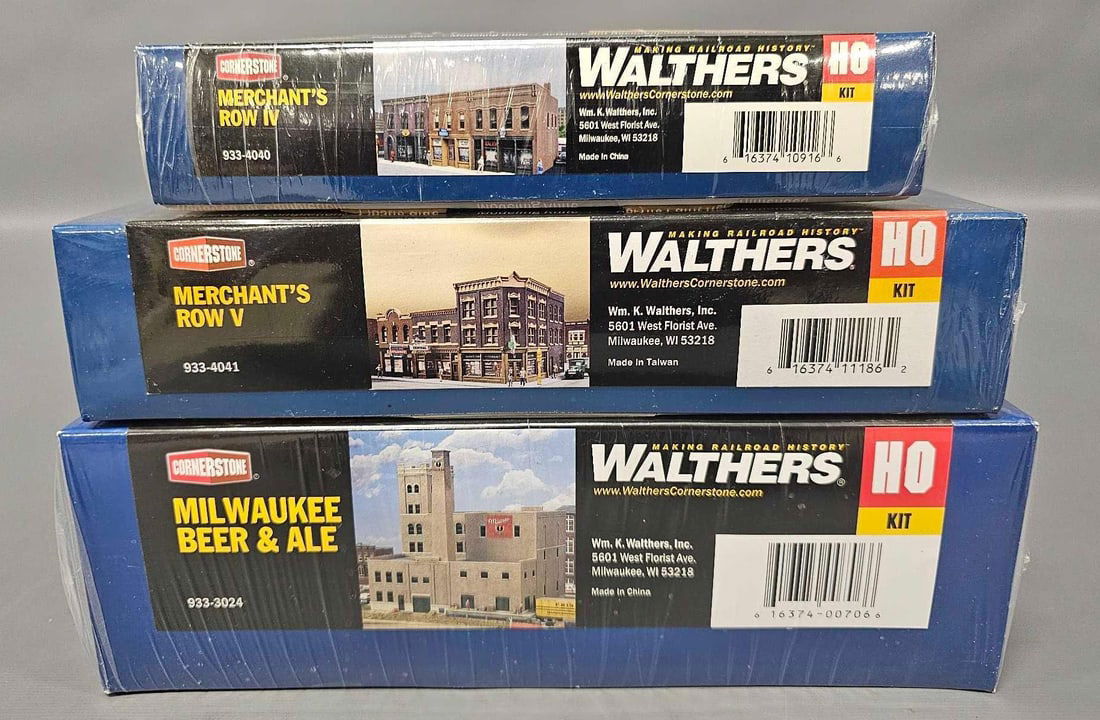 CORNERSTONE®
MERCHANT'S
ROW IV
933-4040
MAKING RAILROAD HISTORY™
WALTHERS®
www.WalthersCornerstone.com
Wm. K. Walthers, Inc.
5601 West Florist Ave.
Milwaukee, WI 53218
Made in China
HO
KIT
6 16374 10916 6
CORNERSTONE®
MERCHANT'S
ROW V
933-4041
MAKING RAILROAD HISTORY™
WALTHERS®
www.WalthersCornerstone.com
Wm. K. Walthers, Inc.
5601 West Florist Ave.
Milwaukee, WI 53218
Made in Taiwan
HO
KIT
6 16374 11186 2
CORNERSTONE®
MILWAUKEE
BEER & ALE
933-3024
MAKING RAILROAD HISTORY™
WALTHERS®
www.WalthersCornerstone.com
Wm. K. Walthers, Inc.
5601 West Florist Ave.
Milwaukee, WI 53218
Made in China
HO
KIT
6 16374-00706 6